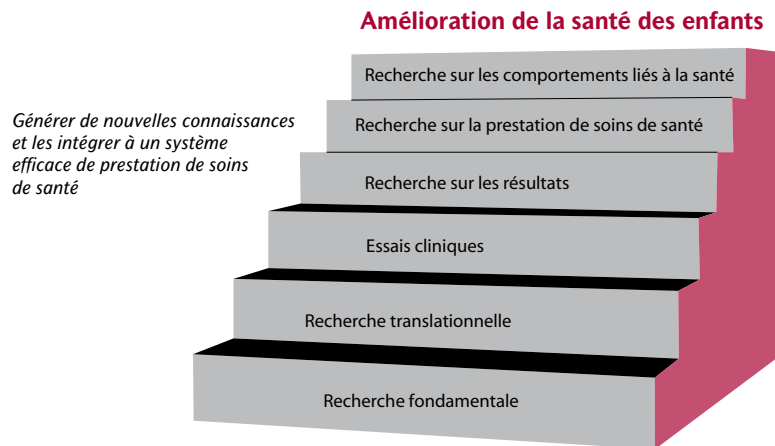 Amélioration de la santé des enfants
Recherche sur les comportements liés à la santé
Générer de nouvelles connaissances
et les intégrer à un système
efficace de prestation de soins
de santé
Recherche sur la prestation de soins de santé
Recherche sur les résultats
Essais cliniques
Recherche translationnelle
Recherche fondamentale